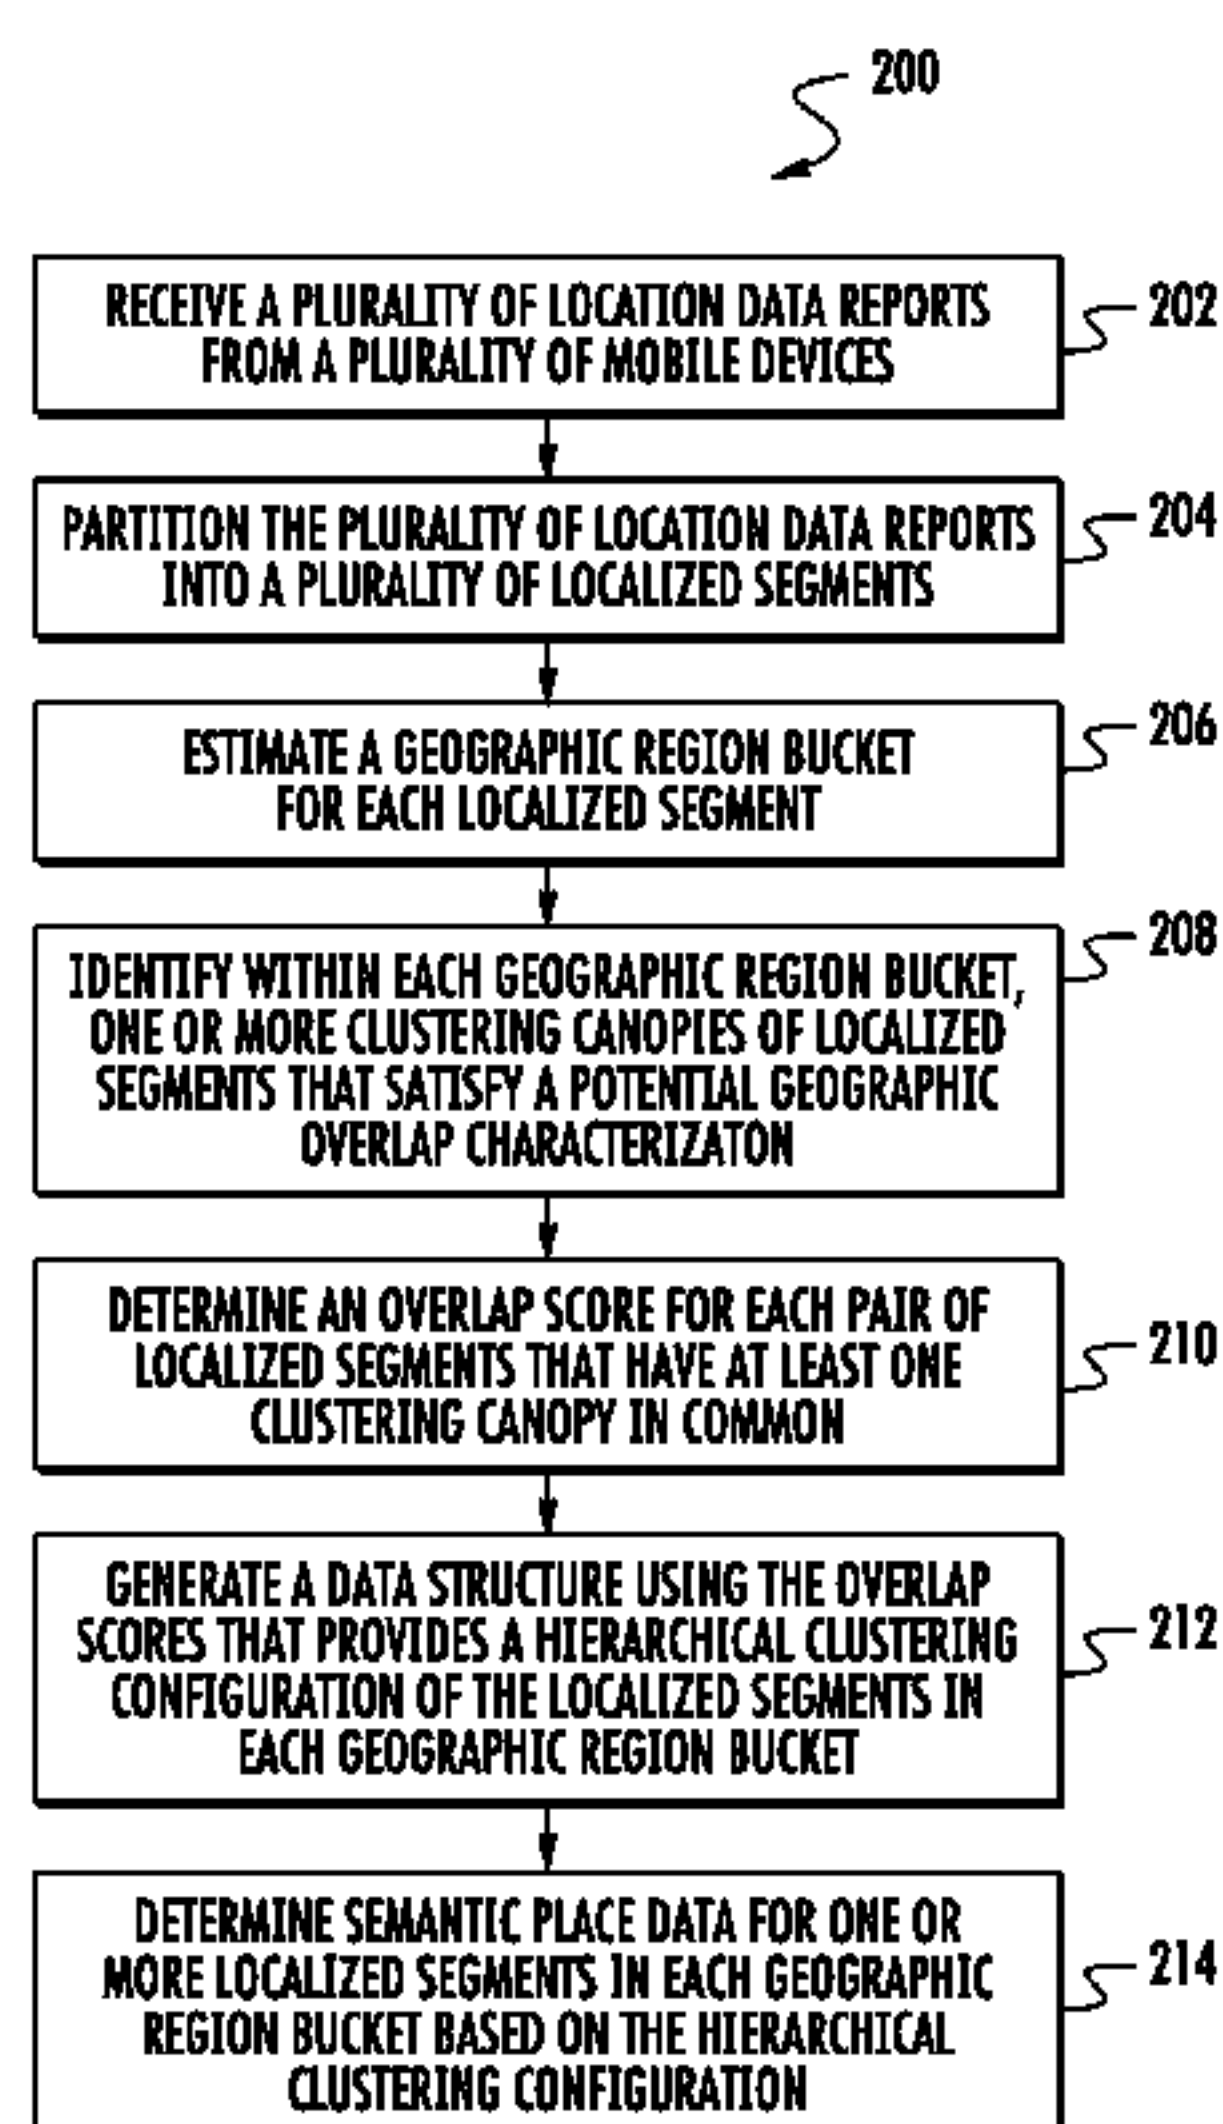 200
RECEIVE A PLURALITY OF LOCATION DATA REPORTS
FROM A PLURALITY OF MOBILE DEVICES
202
PARTITION THE PLURALITY OF LOCATION DATA REPORTS
INTO A PLURALITY OF LOCALIZED SEGMENTS
204
ESTIMATE A GEOGRAPHIC REGION BUCKET
FOR EACH LOCALIZED SEGMENT
206
IDENTIFY WITHIN EACH GEOGRAPHIC REGION BUCKET,
ONE OR MORE CLUSTERING CANOPIES OF LOCALIZED
SEGMENTS THAT SATISFY A POTENTIAL GEOGRAPHIC
OVERLAP CHARACTERIZATON
208
DETERMINE AN OVERLAP SCORE FOR EACH PAIR OF
LOCALIZED SEGMENTS THAT HAVE AT LEAST ONE
CLUSTERING CANOPY IN COMMON
210
GENERATE A DATA STRUCTURE USING THE OVERLAP
SCORES THAT PROVIDES A HIERARCHICAL CLUSTERING
CONFIGURATION OF THE LOCALIZED SEGMENTS IN
EACH GEOGRAPHIC REGION BUCKET
212
DETERMINE SEMANTIC PLACE DATA FOR ONE OR
MORE LOCALIZED SEGMENTS IN EACH GEOGRAPHIC
REGION BUCKET BASED ON THE HIERARCHICAL
CLUSTERING CONFIGURATION
214